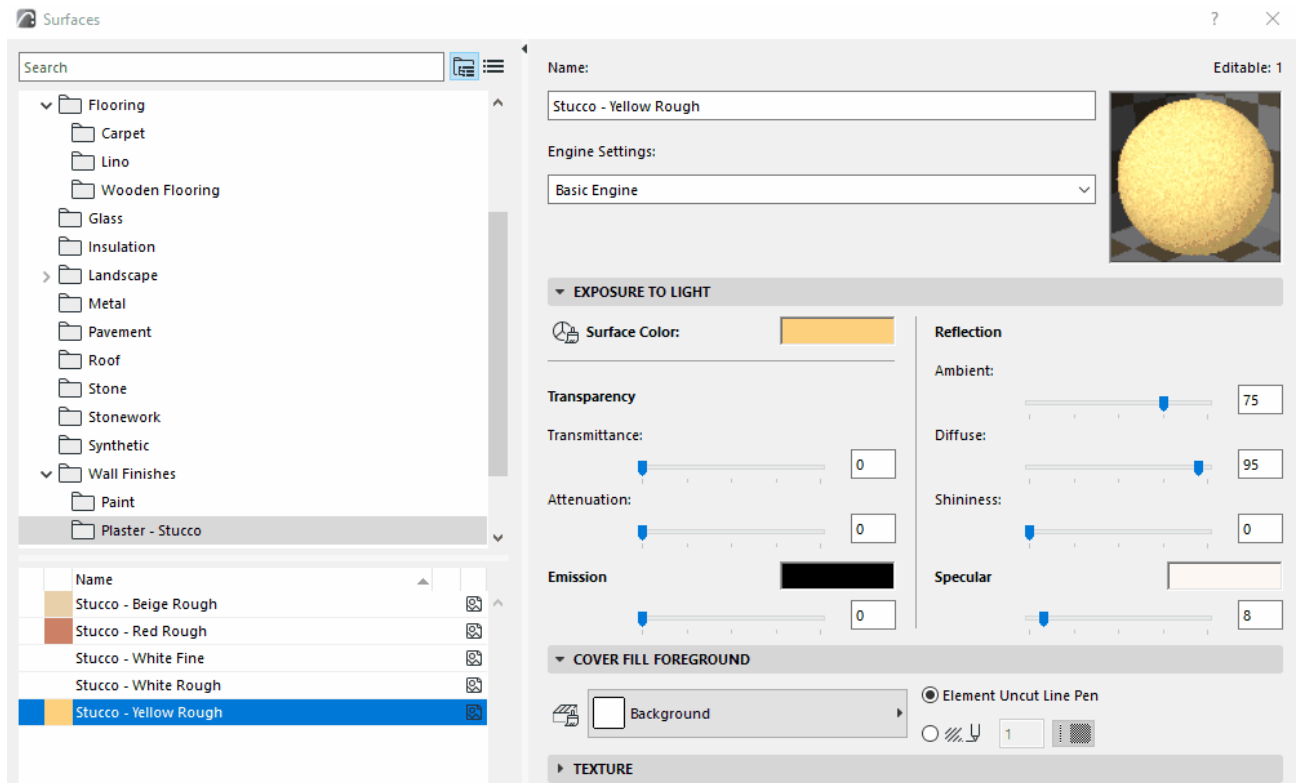 Surfaces
?
Search
Flooring
Carpet
Lino
Wooden Flooring
Glass
Insulation
Landscape
Metal
Pavement
Roof
Stone
Stonework
Synthetic
Wall Finishes
Paint
Plaster - Stucco
Name
Stucco - Beige Rough
Stucco - Red Rough
Stucco - White Fine
Stucco - White Rough
Stucco - Yellow Rough
Name: Editable: 1
Stucco - Yellow Rough
Engine Settings:
Basic Engine
EXPOSURE TO LIGHT
Surface Color:
Transparency
Transmittance:
0
Attenuation:
0
Emission
0
Reflection
Ambient:
75
Diffuse:
95
Shininess:
0
Specular
8
COVER FILL FOREGROUND
Background
Element Uncut Line Pen
1
TEXTURE